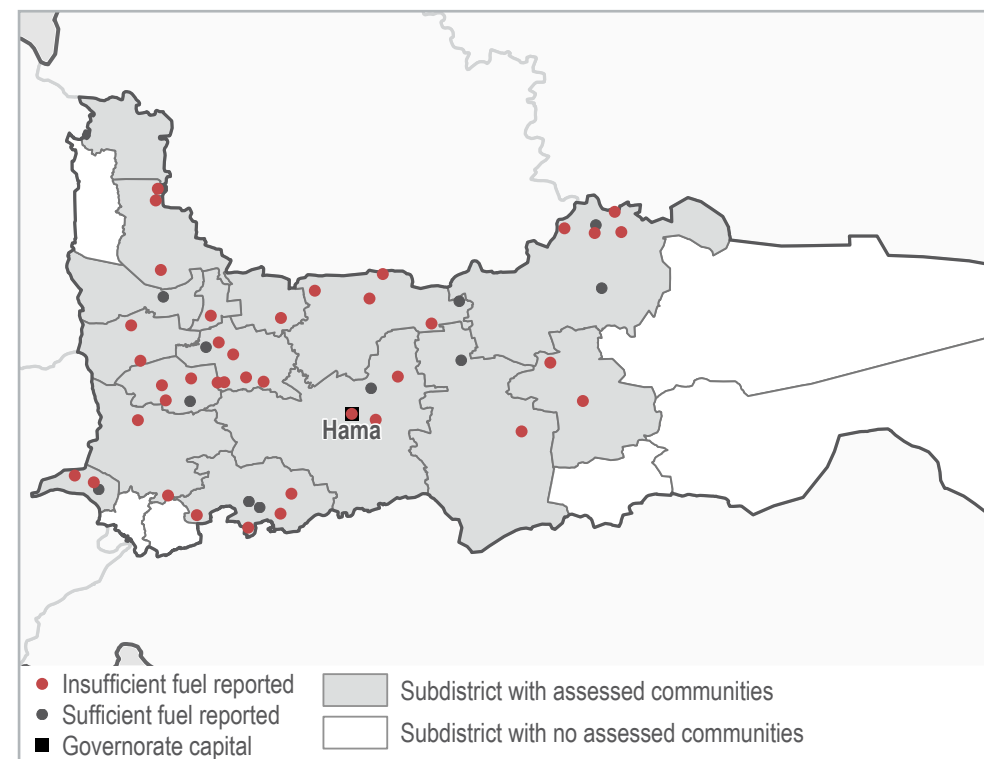 Hama
Insufficient fuel reported
Sufficient fuel reported
Governorate capital
Subdistrict with assessed communities
Subdistrict with no assessed communities